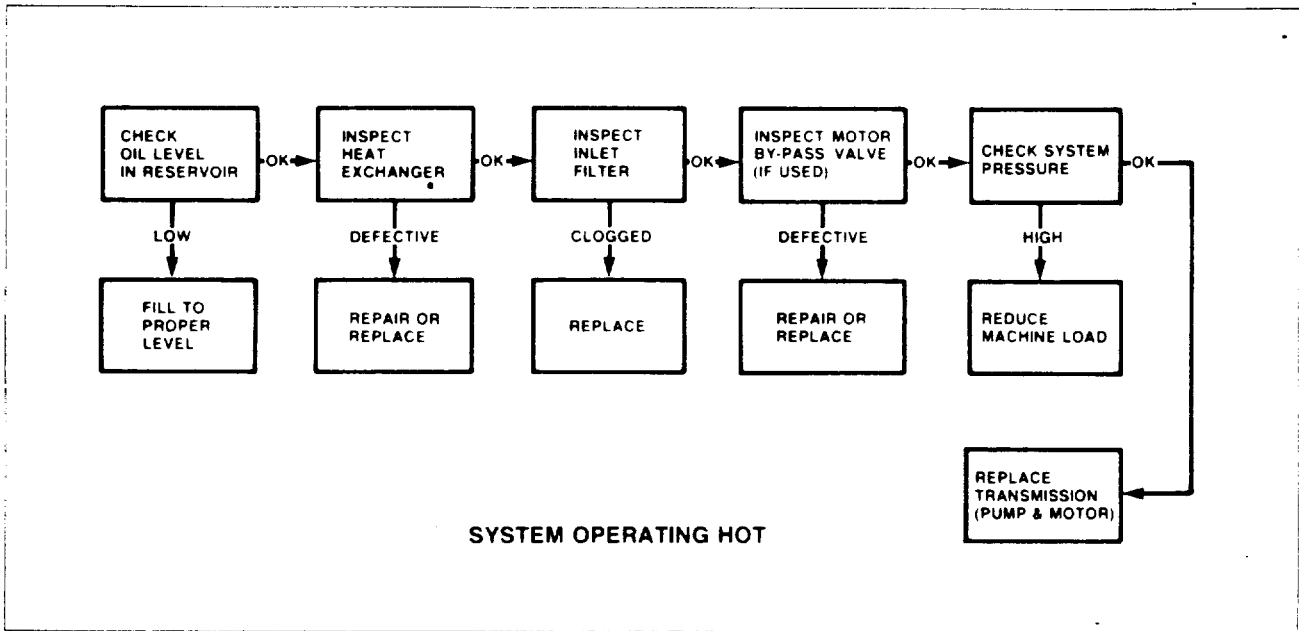 CHECK
OIL LEVEL
IN RESERVOIR
OK
INSPECT
HEAT
EXCHANGER
OK
INSPECT
INLET
FILTER
OK
INSPECT MOTOR
BY-PASS VALVE
(IF USED)
OK
CHECK SYSTEM
PRESSURE
OK
LOW
DEFECTIVE
CLOGGED
DEFECTIVE
HIGH
FILL TO
PROPER
LEVEL
REPAIR OR
REPLACE
REPLACE
REPAIR OR
REPLACE
REDUCE
MACHINE LOAD
REPLACE
TRANSMISSION
(PUMP & MOTOR)
SYSTEM OPERATING HOT